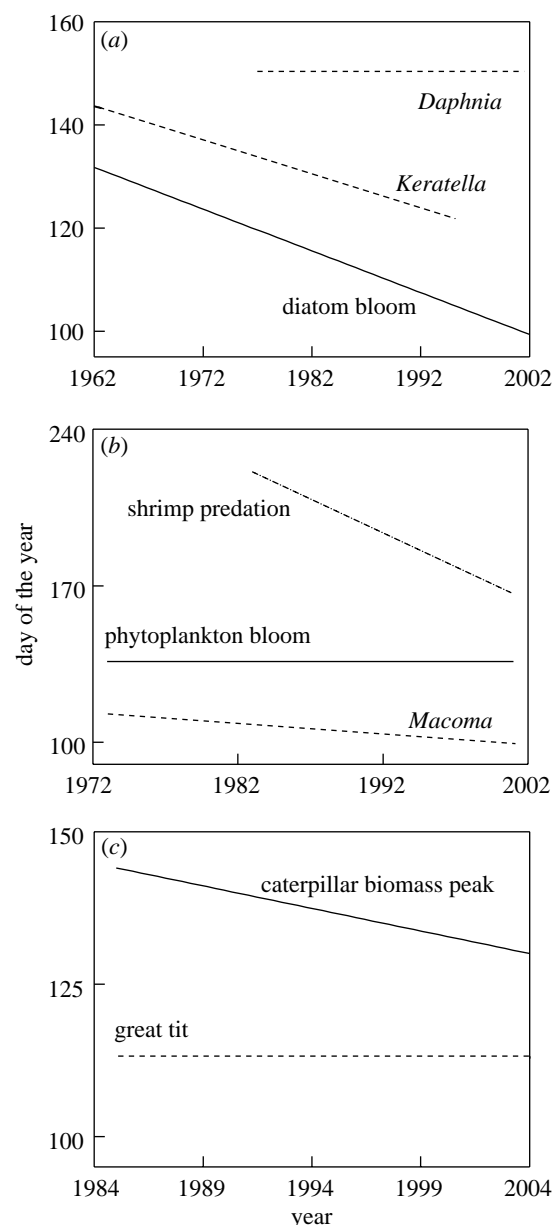 160
(a)
Daphnia
140
Keratella
120
diatom bloom
100
1962 1972 1982 1992 2002
240
(b)
shrimp predation
170
phytoplankton bloom
Macoma
100
1972 1982 1992 2002
day of the year
150
(c)
caterpillar biomass peak
125
great tit
100
1984 1989 1994 1999 2004
year